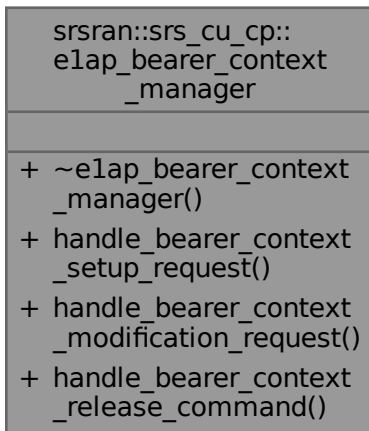 srsran::srs_cu_cp::
e1ap_bearer_context
_manager
+ ~e1ap_bearer_context
_manager()
+ handle_bearer_context
_setup_request()
+ handle_bearer_context
_modification_request()
+ handle_bearer_context
_release_command()